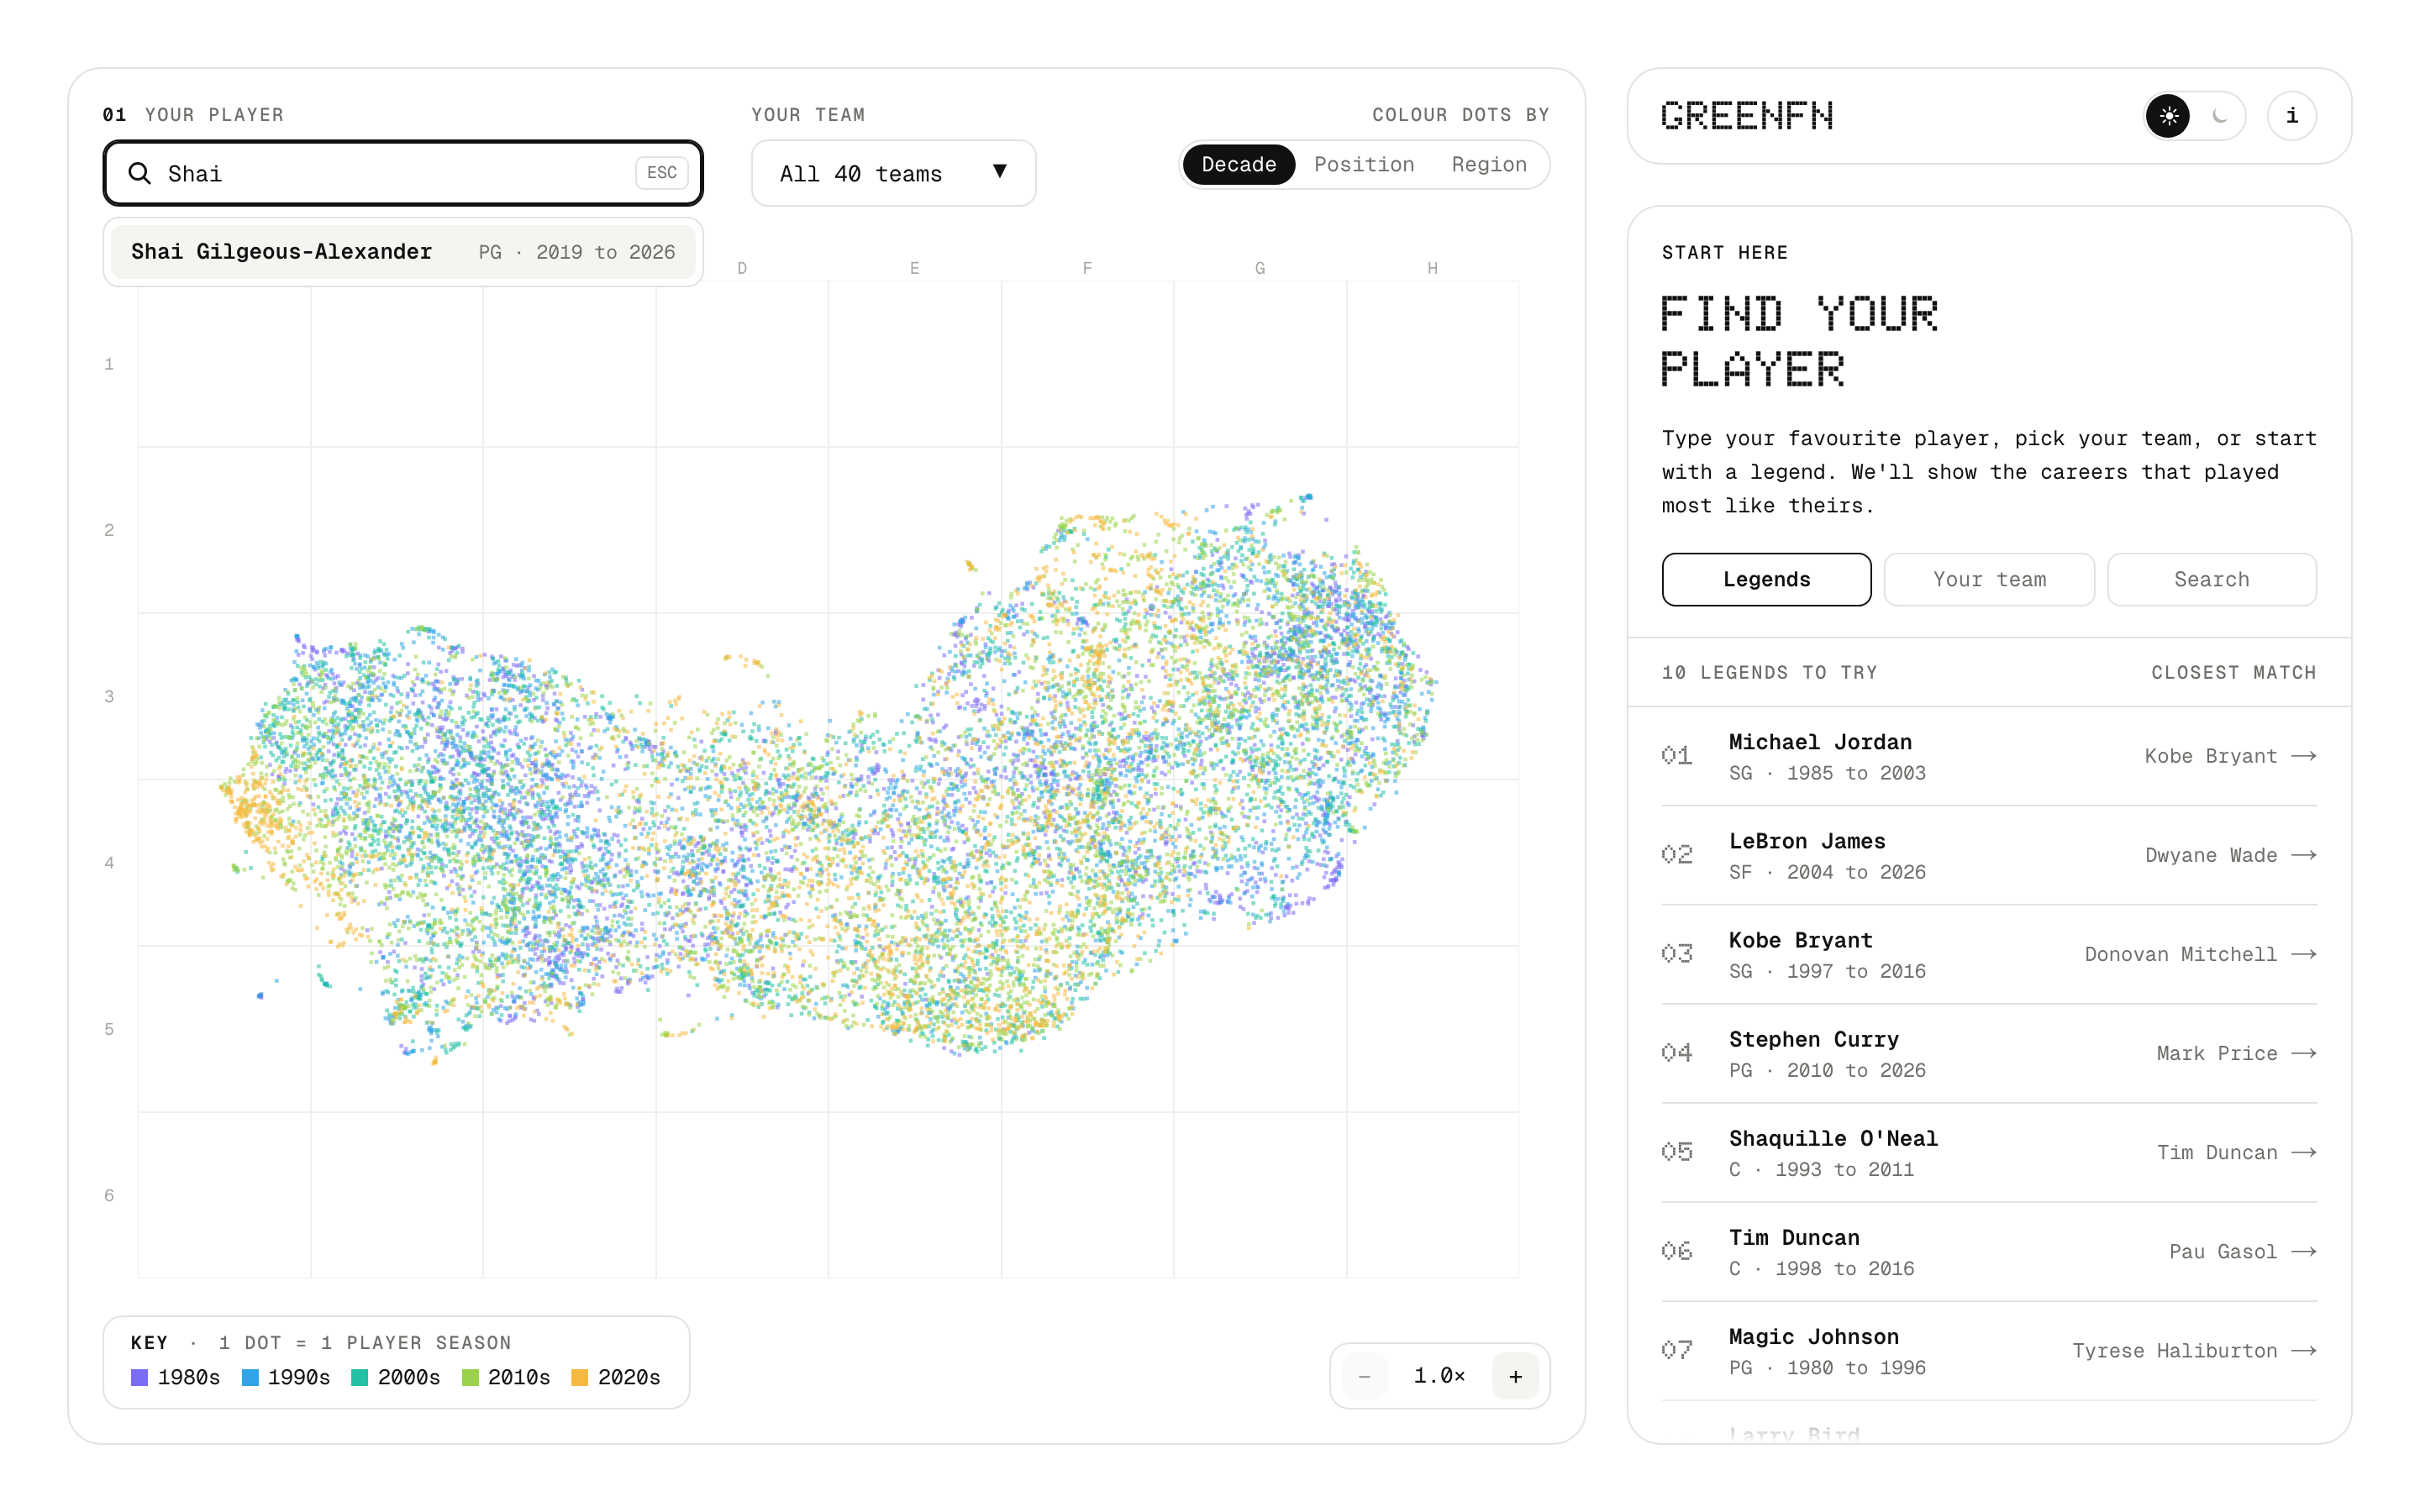 01 YOUR PLAYER
Shai
ESC
Shai Gilgeous-Alexander PG · 2019 to 2026
YOUR TEAM
All 40 teams ▼
COLOUR DOTS BY
Decade Position Region
D E F G H
1
2
3
4
5
6
KEY · 1 DOT = 1 PLAYER SEASON
1980s 1990s 2000s 2010s 2020s
− 1.0× +
GREENFN
i
START HERE
FIND YOUR
PLAYER
Type your favourite player, pick your team, or start
with a legend. We'll show the careers that played
most like theirs.
Legends Your team Search
10 LEGENDS TO TRY CLOSEST MATCH
01 Michael Jordan Kobe Bryant →
SG · 1985 to 2003
02 LeBron James Dwyane Wade →
SF · 2004 to 2026
03 Kobe Bryant Donovan Mitchell →
SG · 1997 to 2016
04 Stephen Curry Mark Price →
PG · 2010 to 2026
05 Shaquille O'Neal Tim Duncan →
C · 1993 to 2011
06 Tim Duncan Pau Gasol →
C · 1998 to 2016
07 Magic Johnson Tyrese Haliburton →
PG · 1980 to 1996
Larry Bird